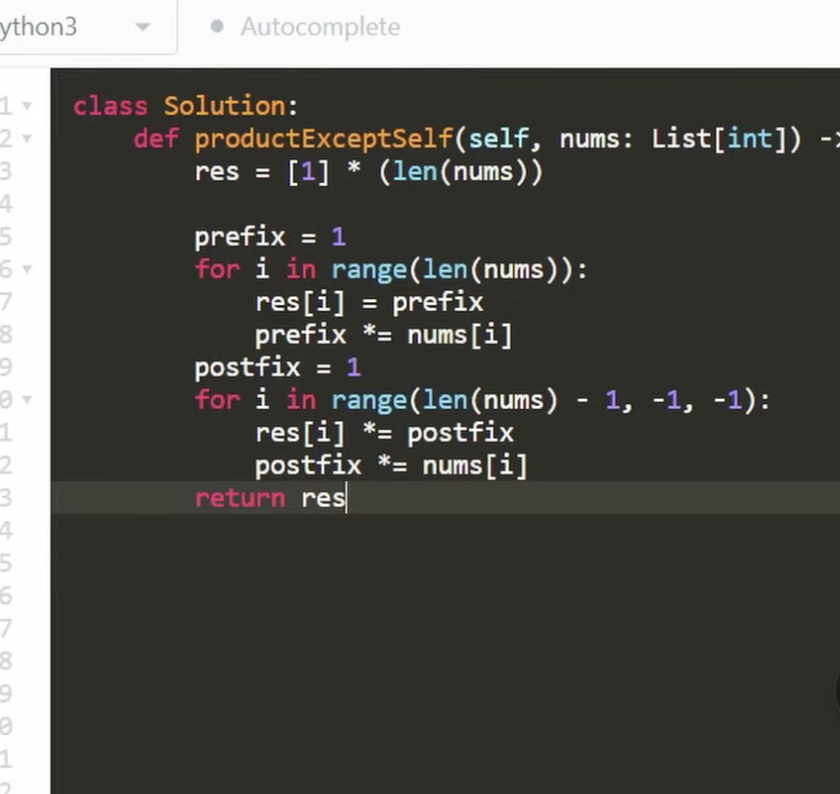 ython3
Autocomplete
1 class Solution:
2 def productExceptSelf(self, nums: List[int]) -
3 res = [1] * (len(nums))
4
5 prefix = 1
6 for i in range(len(nums)):
7 res[i] = prefix
8 prefix *= nums[i]
9 postfix = 1
0 for i in range(len(nums) - 1, -1, -1):
1 res[i] *= postfix
2 postfix *= nums[i]
3 return res
4
5
6
7
8
9
0
1
2